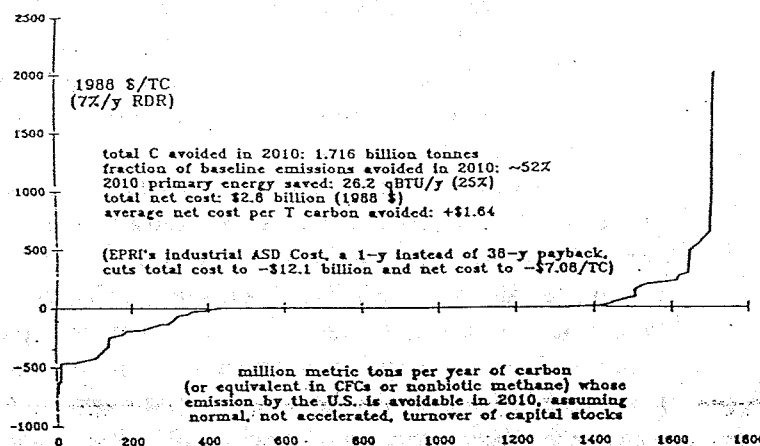 2500
2000
1988 $/TC
(7%/y RDR)
1500
total C avoided in 2010: 1.716 billion tonnes
fraction of baseline emissions avoided in 2010: ~52%
2010 primary energy saved: 26.2 qBTU/y (25%)
1000
total net cost: $2.8 billion (1988 $)
average net cost per T carbon avoided: +$1.64
500
(EPRI's industrial ASD Cost, a 1-y instead of 38-y payback,
cuts total cost to -$12.1 billion and net cost to -$7.08/TC)
0
-500
million metric tons per year of carbon
(or equivalent in CFCs or nonbiotic methane) whose
emission by the U.S. is avoidable in 2010, assuming
normal, not accelerated, turnover of capital stocks
-1000
0 200 400 600 800 1000 1200 1400 1600 1800